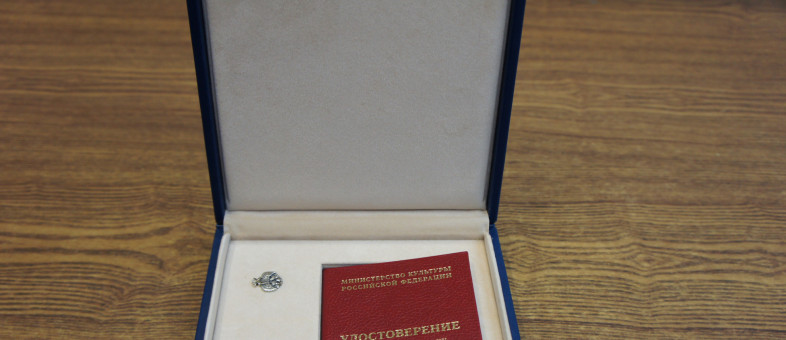 МИНИСТЕРСТВО КУЛЬТУРЫ
РОССИЙСКОЙ ФЕДЕРАЦИИ
УДОСТОВЕРЕНИЕ